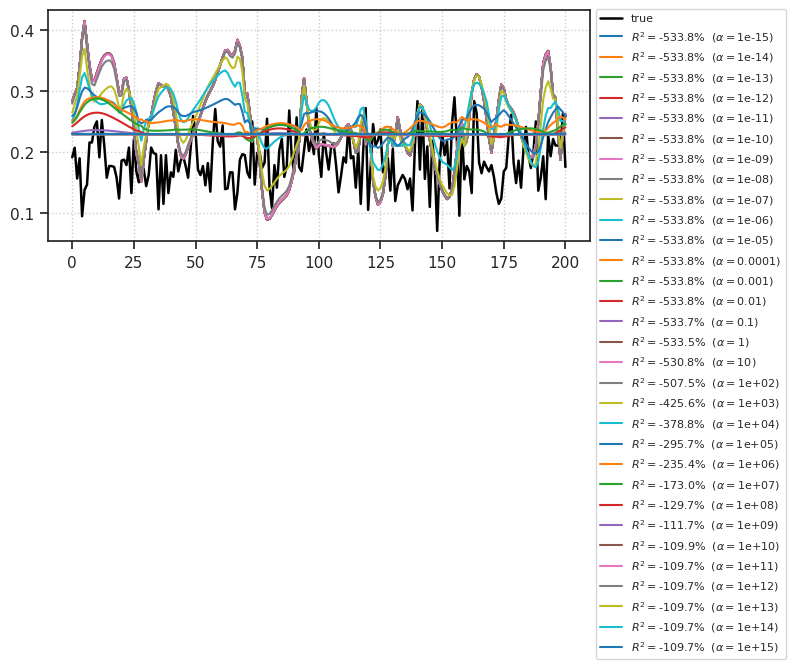 0.4
0.3
0.2
0.1
0 25 50 75 100 125 150 175 200
true
R² = -533.8% (α = 1e-15)
R² = -533.8% (α = 1e-14)
R² = -533.8% (α = 1e-13)
R² = -533.8% (α = 1e-12)
R² = -533.8% (α = 1e-11)
R² = -533.8% (α = 1e-10)
R² = -533.8% (α = 1e-09)
R² = -533.8% (α = 1e-08)
R² = -533.8% (α = 1e-07)
R² = -533.8% (α = 1e-06)
R² = -533.8% (α = 1e-05)
R² = -533.8% (α = 0.0001)
R² = -533.8% (α = 0.001)
R² = -533.8% (α = 0.01)
R² = -533.7% (α = 0.1)
R² = -533.5% (α = 1)
R² = -530.8% (α = 10)
R² = -507.5% (α = 1e+02)
R² = -425.6% (α = 1e+03)
R² = -378.8% (α = 1e+04)
R² = -295.7% (α = 1e+05)
R² = -235.4% (α = 1e+06)
R² = -173.0% (α = 1e+07)
R² = -129.7% (α = 1e+08)
R² = -111.7% (α = 1e+09)
R² = -109.9% (α = 1e+10)
R² = -109.7% (α = 1e+11)
R² = -109.7% (α = 1e+12)
R² = -109.7% (α = 1e+13)
R² = -109.7% (α = 1e+14)
R² = -109.7% (α = 1e+15)